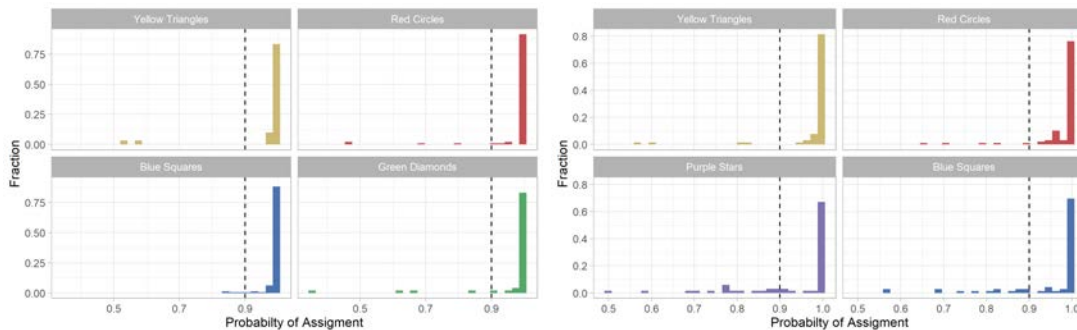 Yellow Triangles Red Circles
0.75
0.50
0.25
0.00
Blue Squares Green Diamonds
0.75
0.50
0.25
0.00
0.5 0.7 0.9 0.5 0.7 0.9
Fraction
Probabilty of Assigment
Yellow Triangles Red Circles
0.8
0.6
0.4
0.2
0.0
Purple Stars Blue Squares
0.8
0.6
0.4
0.2
0.0
0.5 0.6 0.7 0.8 0.9 1.0 0.5 0.6 0.7 0.8 0.9 1.0
Fraction
Probability of Assignment